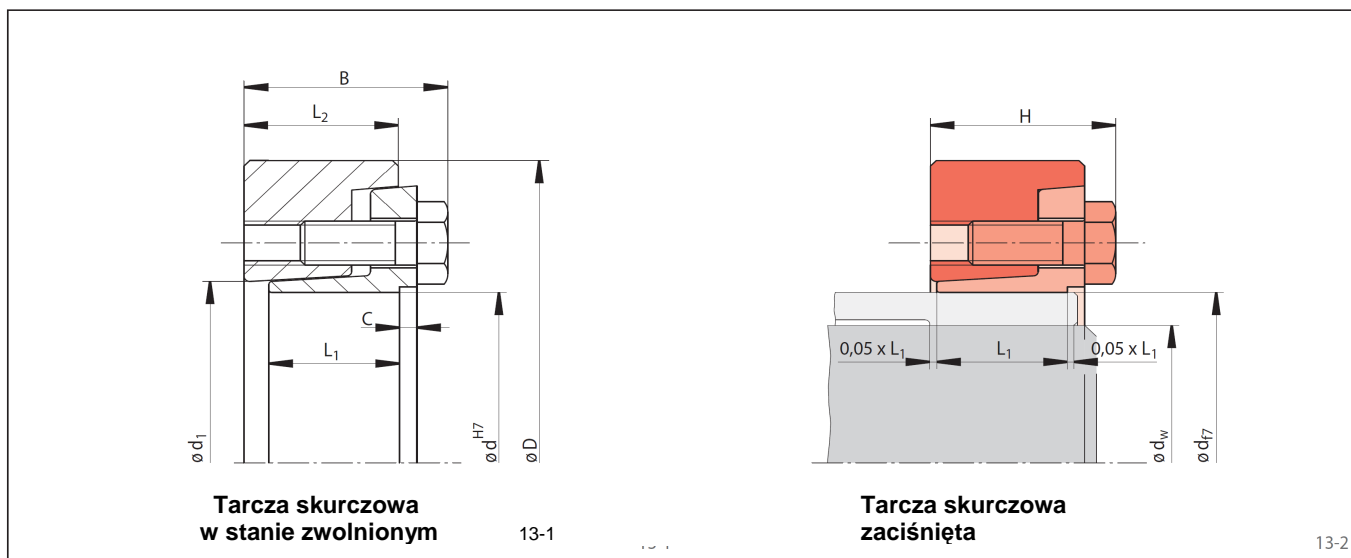 B
L2
C
L1
ø d1
ø dH7
ø D
Tarcza skurczowa
w stanie zwolnionym
13-1
H
0,05 x L1
L1
0,05 x L1
ø dw
ø df7
Tarcza skurczowa
zaciśnięta
13-2